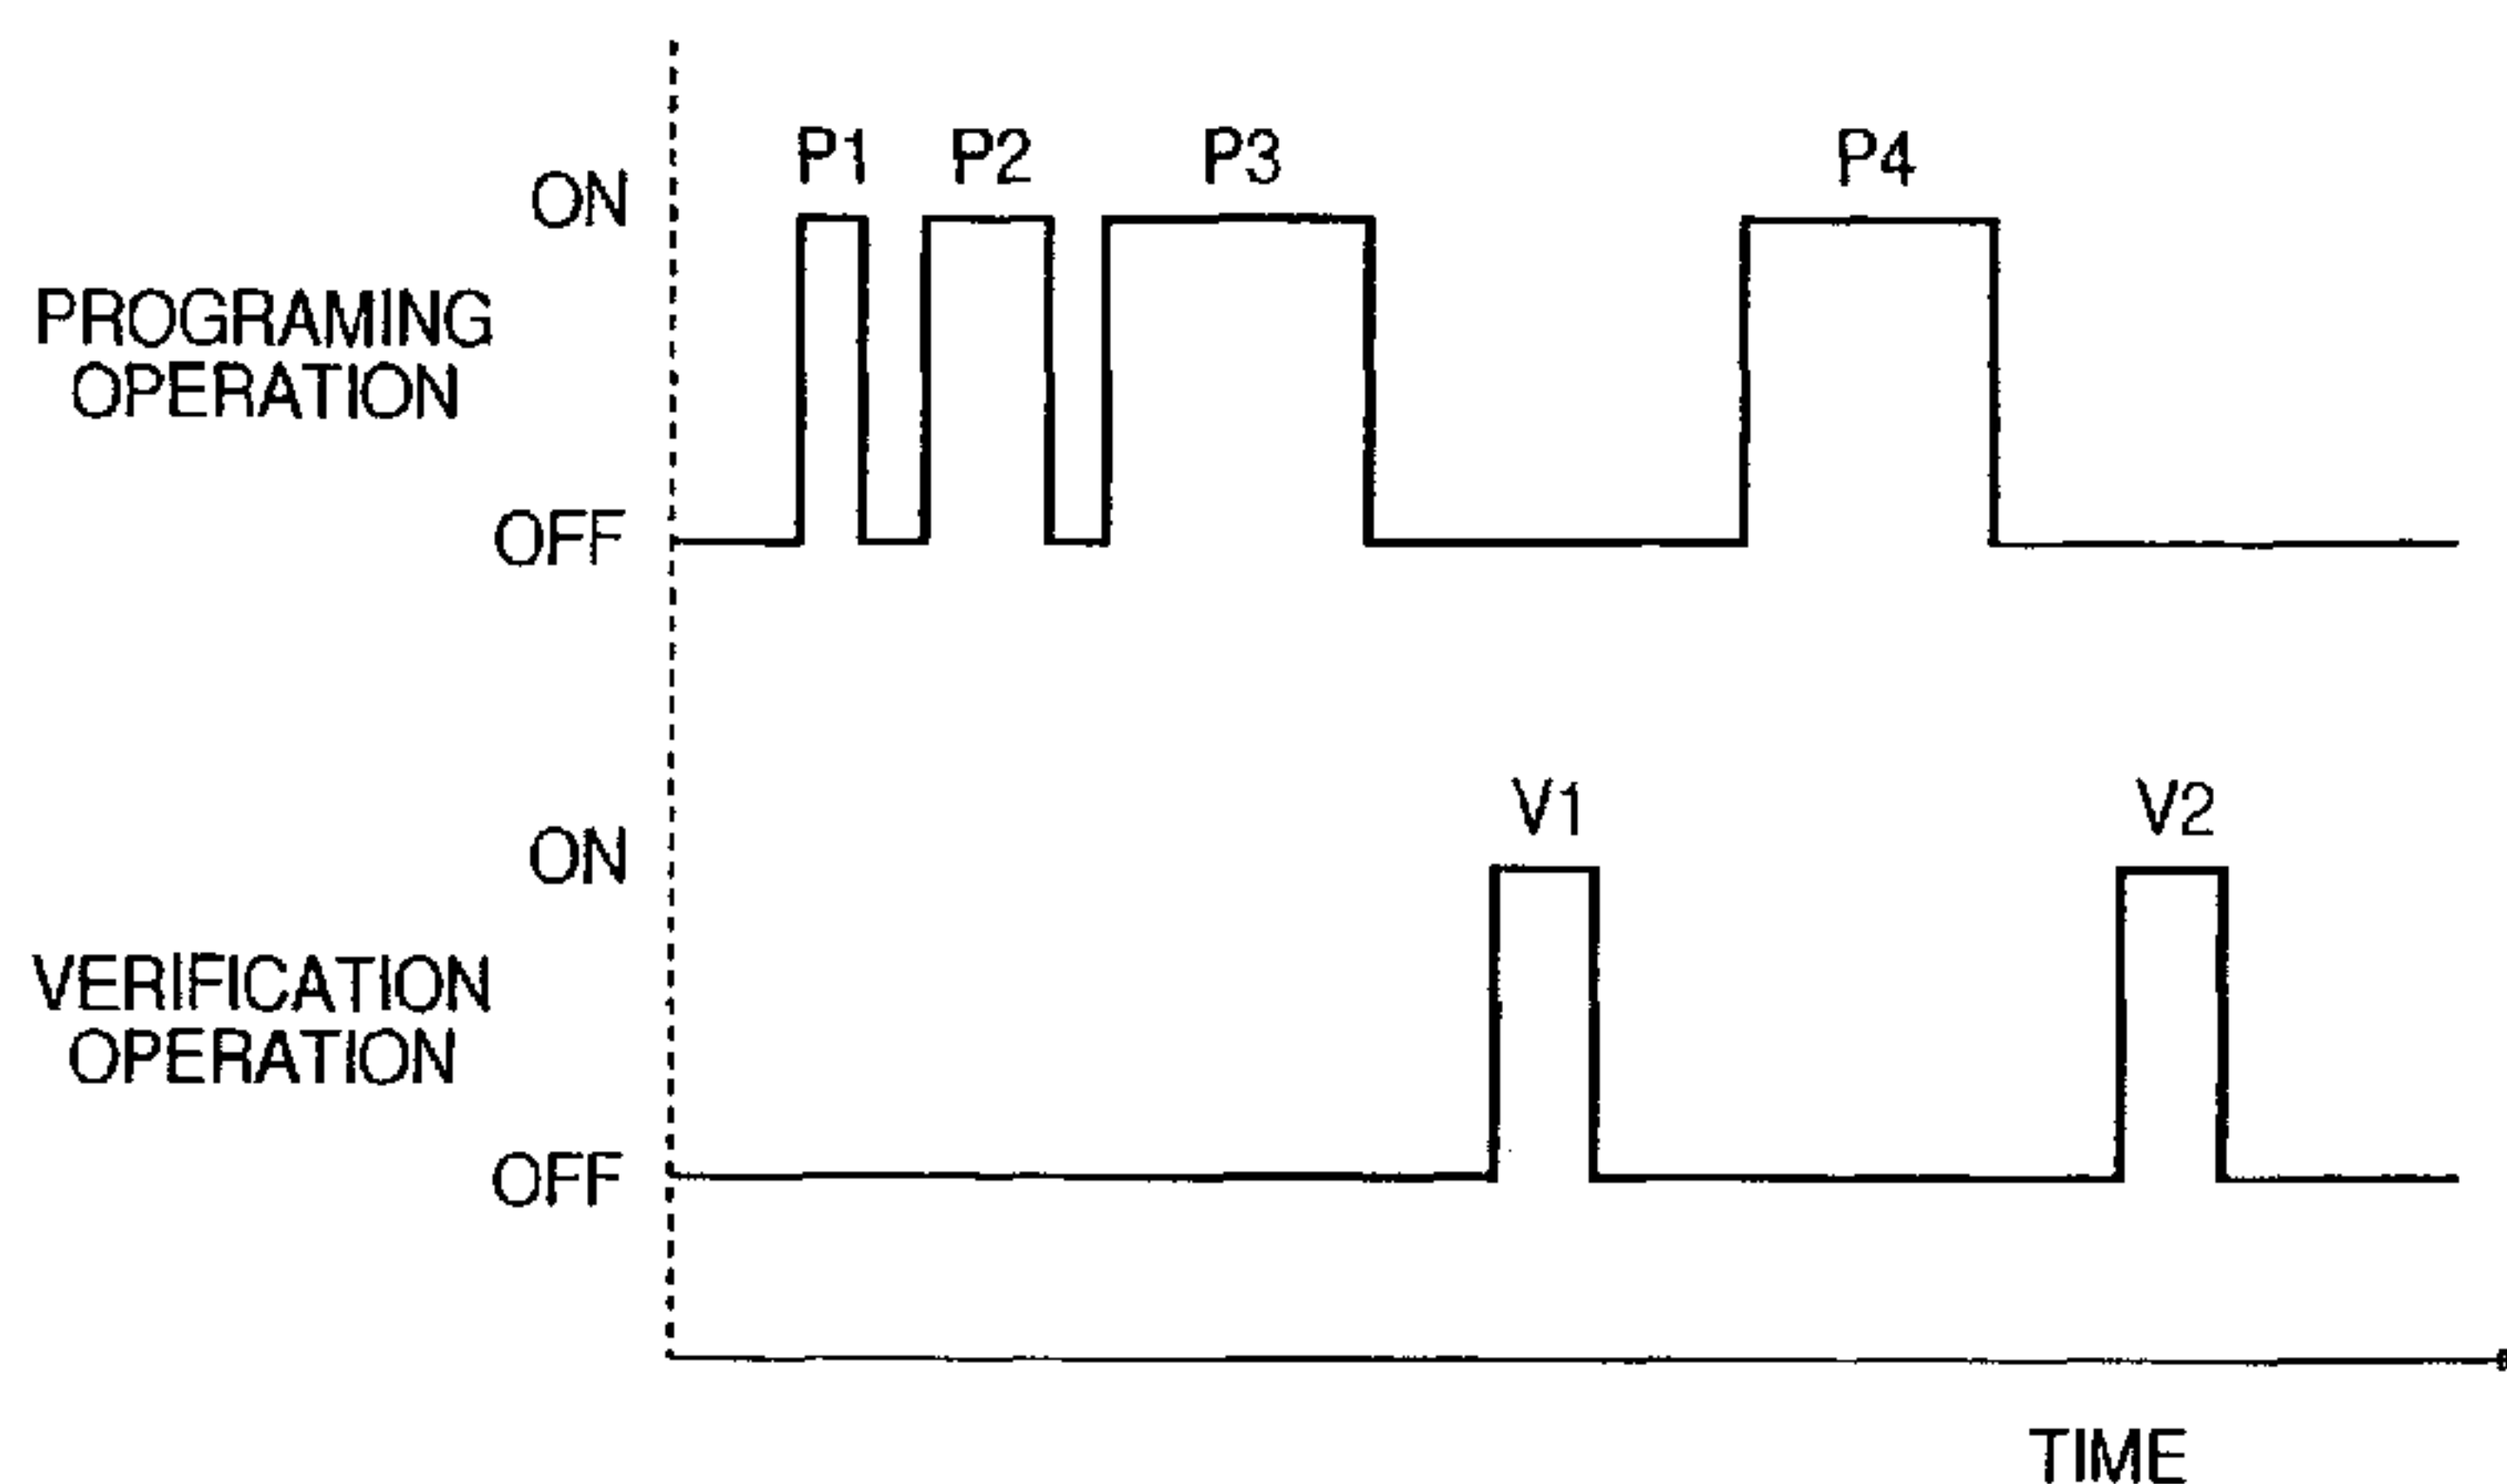 P1 P2 P3 P4
ON
PROGRAMING
OPERATION
OFF
V1 V2
ON
VERIFICATION
OPERATION
OFF
TIME